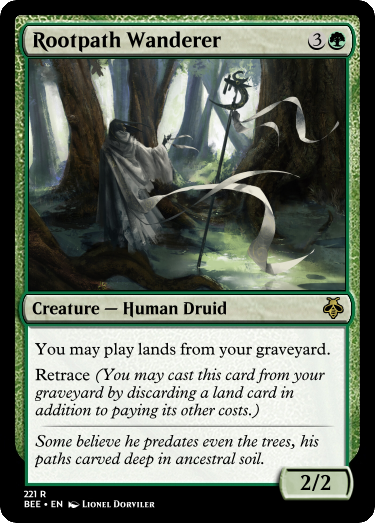 Rootpath Wanderer 3
Creature — Human Druid
You may play lands from your graveyard.
Retrace (You may cast this card from your
graveyard by discarding a land card in
addition to paying its other costs.)
Some believe he predates even the trees, his
paths carved deep in ancestral soil.
2/2
221 R
BEE • EN Lionel Dorviler